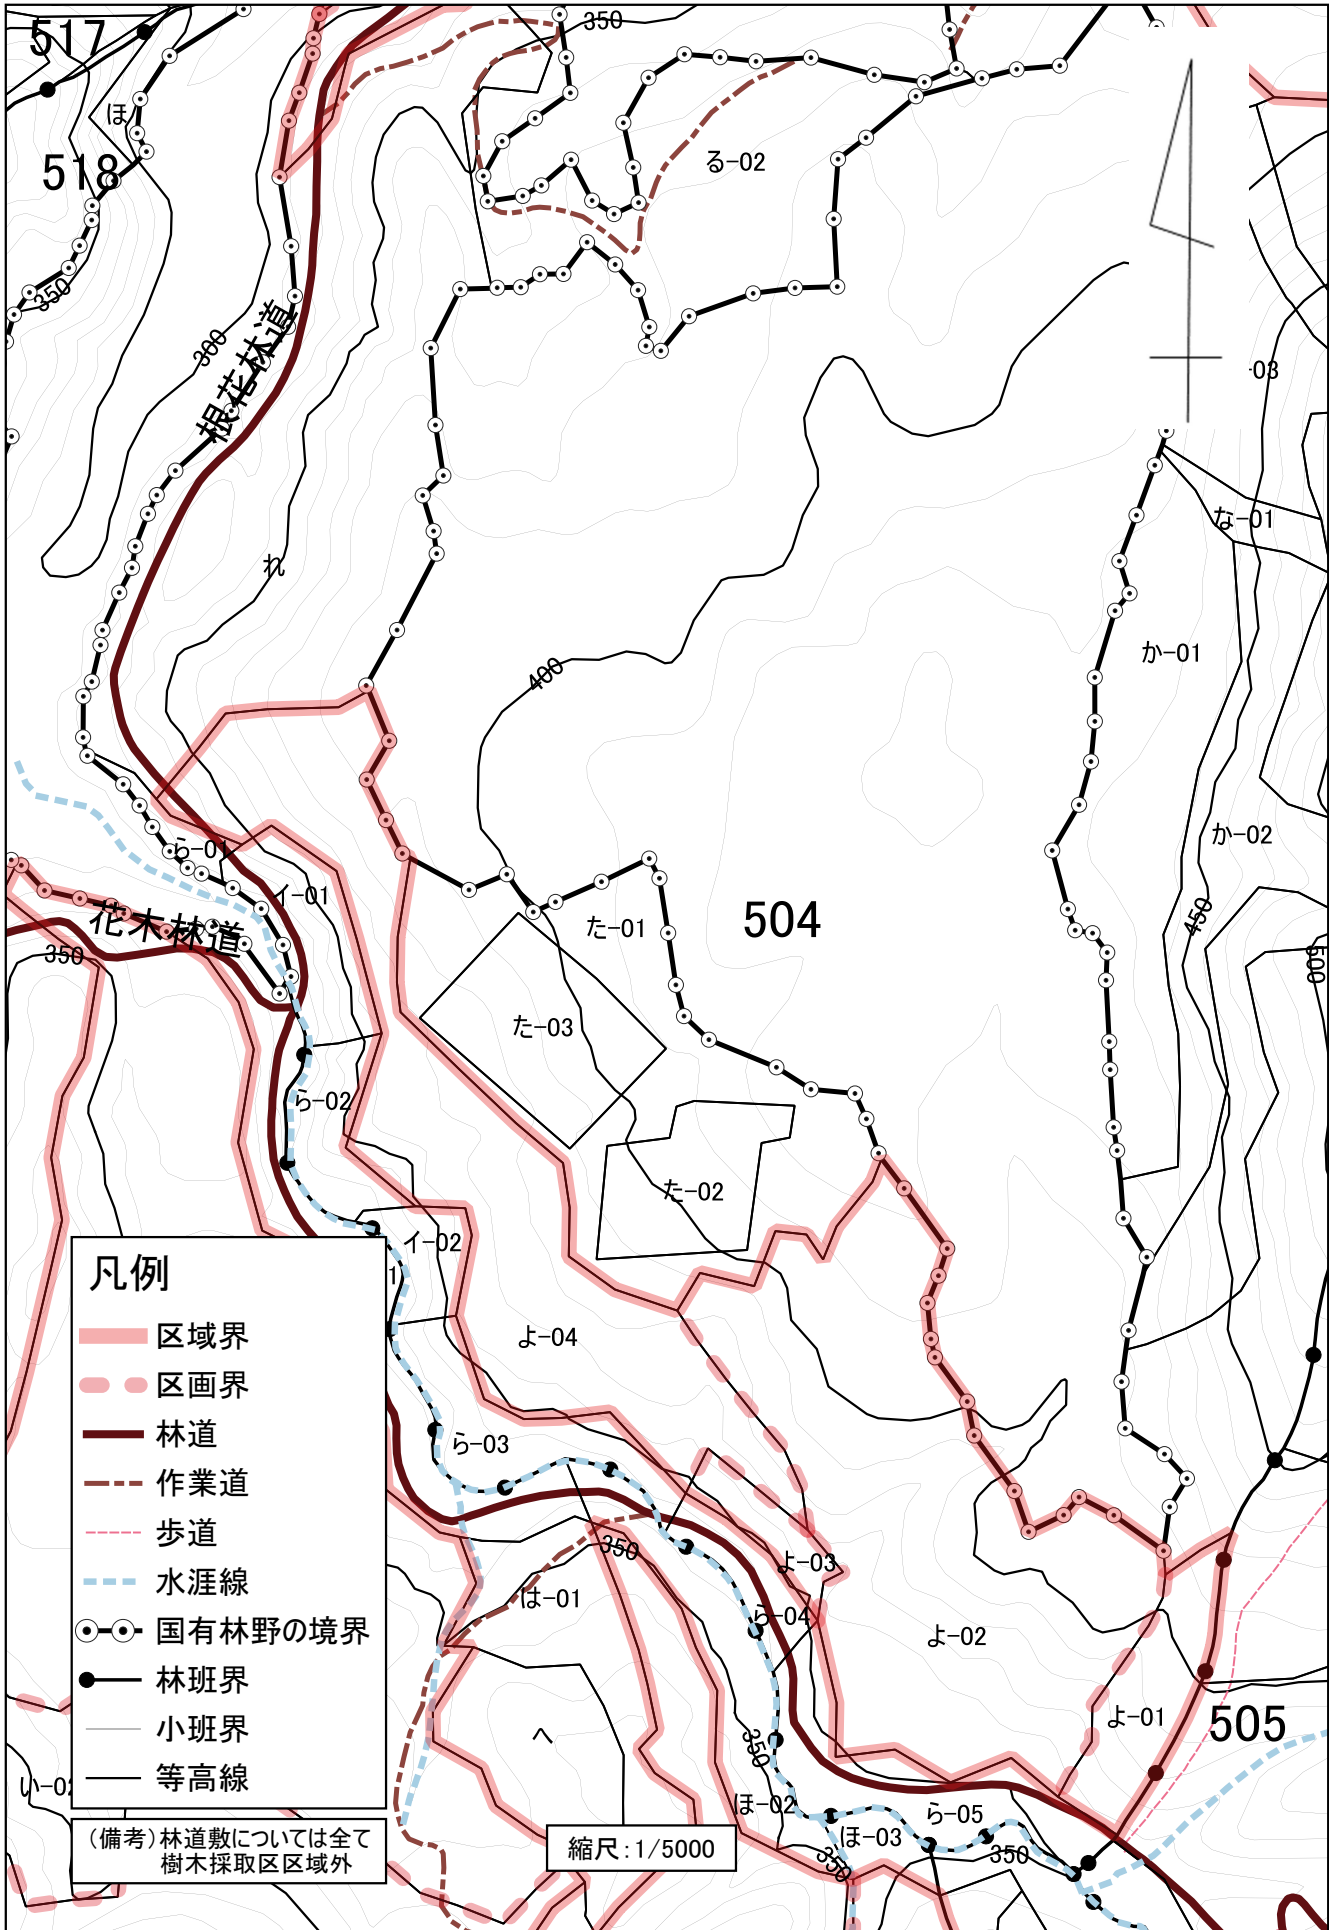 517
350
ほ
518
る-02
350
300
根花林道
-03
な-01
れ
か-01
400
か-02
ら-01
イ-01
450
花木林道
た-01
504
350
500
た-03
ら-02
た-02
イ-02
1
よ-04
ら-03
350
よ-03
は-01
ら-04
よ-02
よ-01
505
へ
350
い-02
ほ-02
ら-05
ほ-03
350
350
凡例
区域界
区画界
林道
作業道
歩道
水涯線
国有林野の境界
林班界
小班界
等高線
(備考)林道敷については全て
樹木採取区区域外
縮尺:1/5000